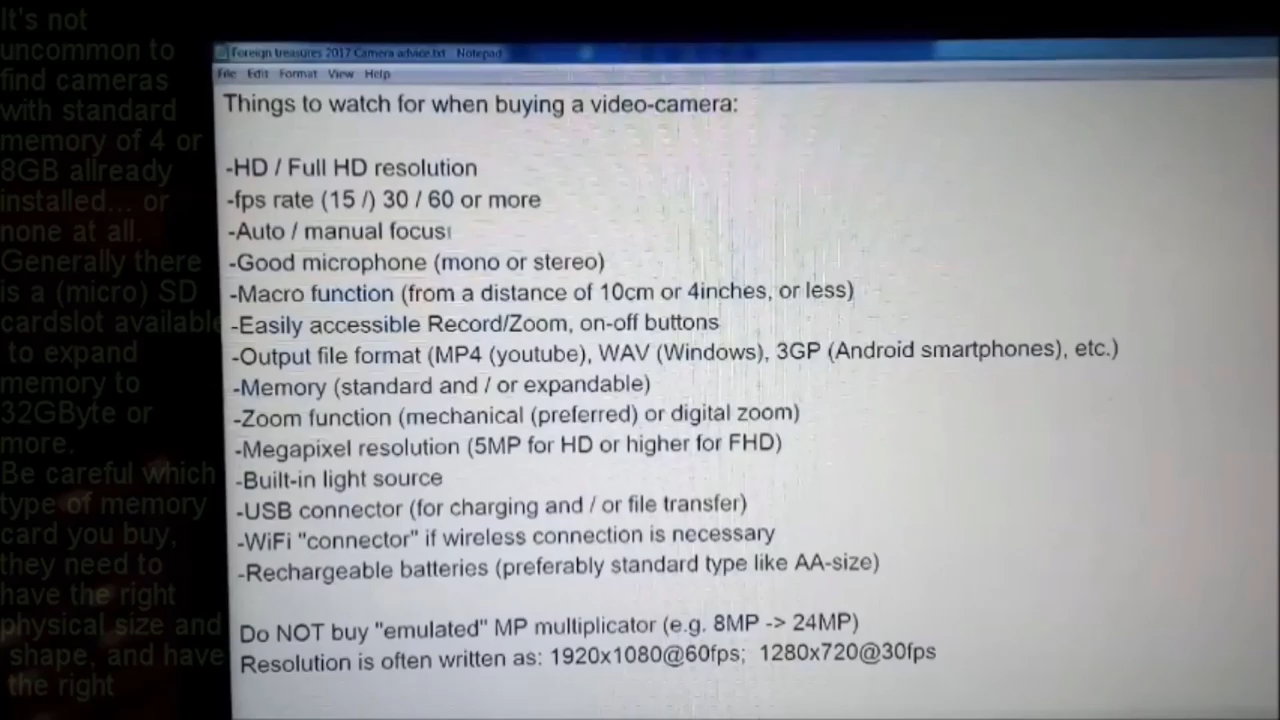 It's not
uncommon to
find cameras
with standard
memory of 4 or
8GB allready
installed... or
none at all.
Generally there
is a (micro) SD
cardslot available
to expand
memory to
32GByte or
more.
Be careful which
type of memory
card you buy,
they need to
have the right
physical size and
shape, and have
the right
Foreign treasures 2017 Camera advice.txt - Notepad
File Edit Format View Help
Things to watch for when buying a video-camera:
-HD / Full HD resolution
-fps rate (15 /) 30 / 60 or more
-Auto / manual focus
-Good microphone (mono or stereo)
-Macro function (from a distance of 10cm or 4inches, or less)
-Easily accessible Record/Zoom, on-off buttons
-Output file format (MP4 (youtube), WAV (Windows), 3GP (Android smartphones), etc.)
-Memory (standard and / or expandable)
-Zoom function (mechanical (preferred) or digital zoom)
-Megapixel resolution (5MP for HD or higher for FHD)
-Built-in light source
-USB connector (for charging and / or file transfer)
-WiFi "connector" if wireless connection is necessary
-Rechargeable batteries (preferably standard type like AA-size)
Do NOT buy "emulated" MP multiplicator (e.g. 8MP -> 24MP)
Resolution is often written as: 1920x1080@60fps; 1280x720@30fps